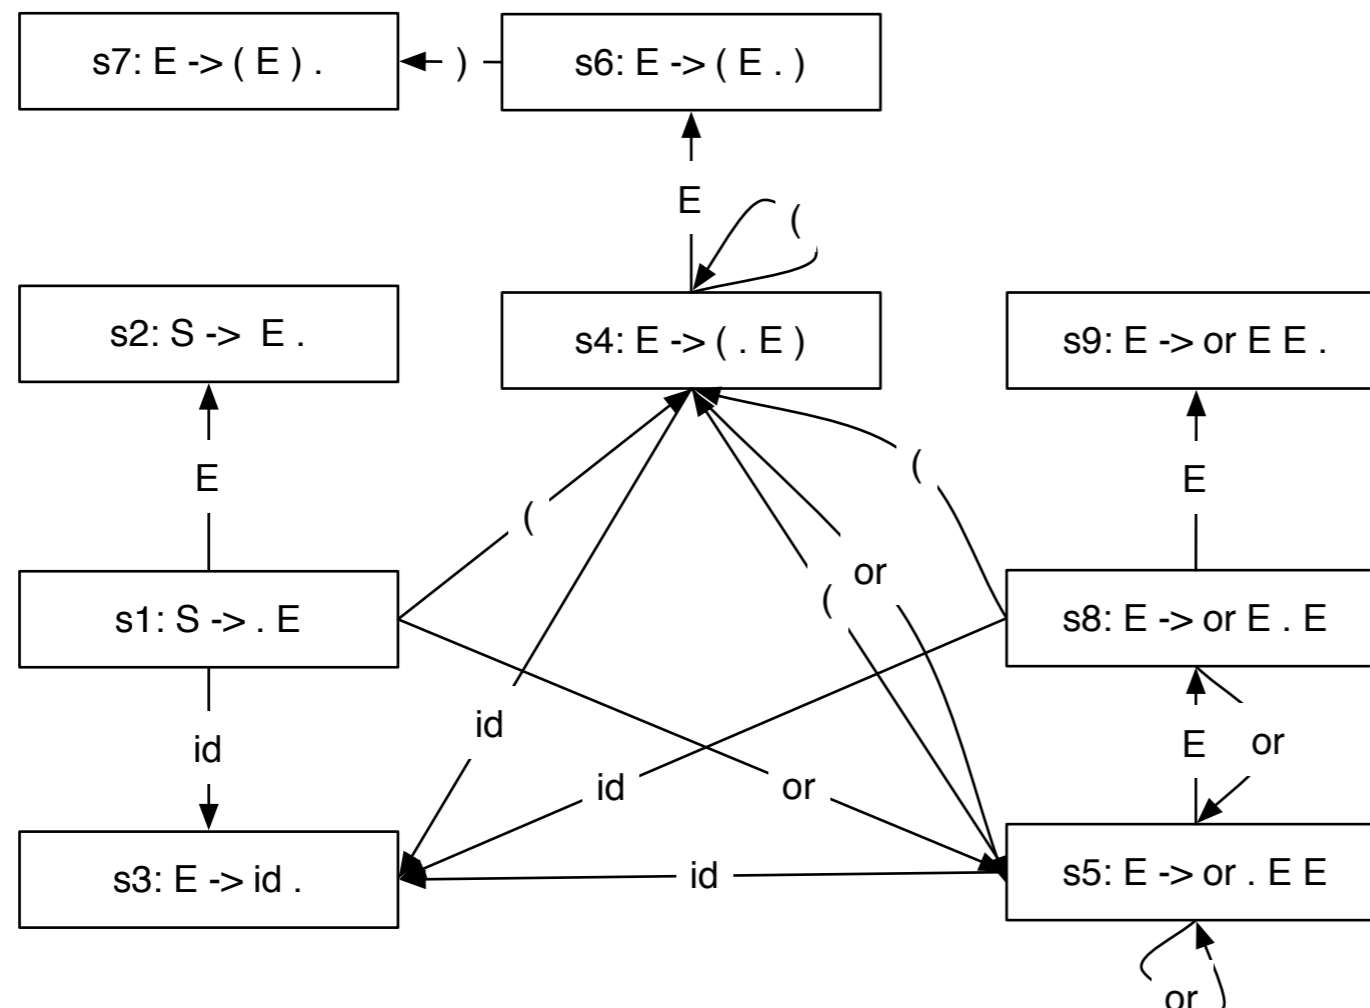 s7: E -> ( E ) .
)
s6: E -> ( E . )
E
(
s2: S -> E .
s4: E -> ( . E )
s9: E -> or E E .
E
(
(
E
or
(
s1: S -> . E
s8: E -> or E . E
id
id
id
or
E
or
s3: E -> id .
id
s5: E -> or . E E
or